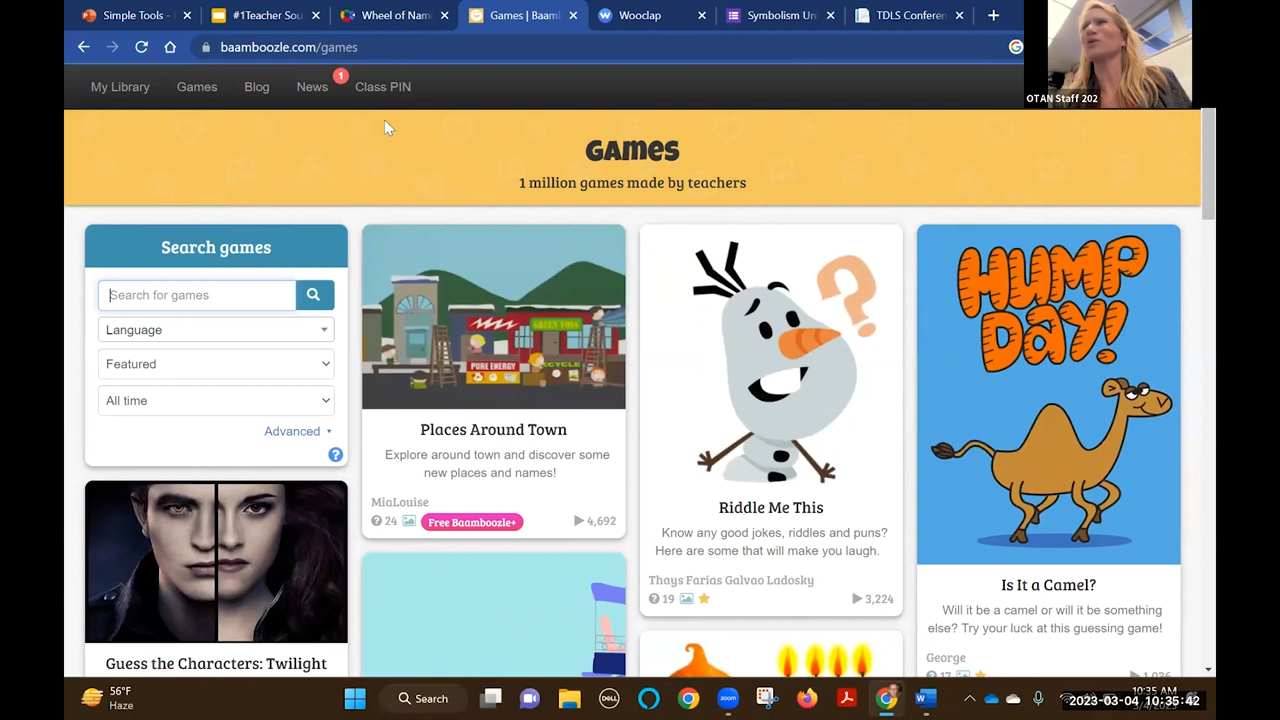 Simple Tools -
#1Teacher Sou
Wheel of Nam
Games | Baam
Wooclap
Symbolism Un
TDLS Conferen
baamboozle.com/games
OTAN Staff 202
My Library
Games
Blog
News
1
Class PIN
Games
1 million games made by teachers
Search games
Search for games
Language
Featured
All time
Advanced
?
PURE ENERGY
Places Around Town
Explore around town and discover some
new places and names!
MiaLouise
24
Free Baamboozle+
4,692
?
Riddle Me This
Know any good jokes, riddles and puns?
Here are some that will make you laugh.
Thays Farias Galvao Ladosky
19
3,224
HUMP
DAY!
Is It a Camel?
Will it be a camel or will it be something
else? Try your luck at this guessing game!
George
Guess the Characters: Twilight
56°F
Haze
Search
DELL
zoom
2023-03-04 10:35:42